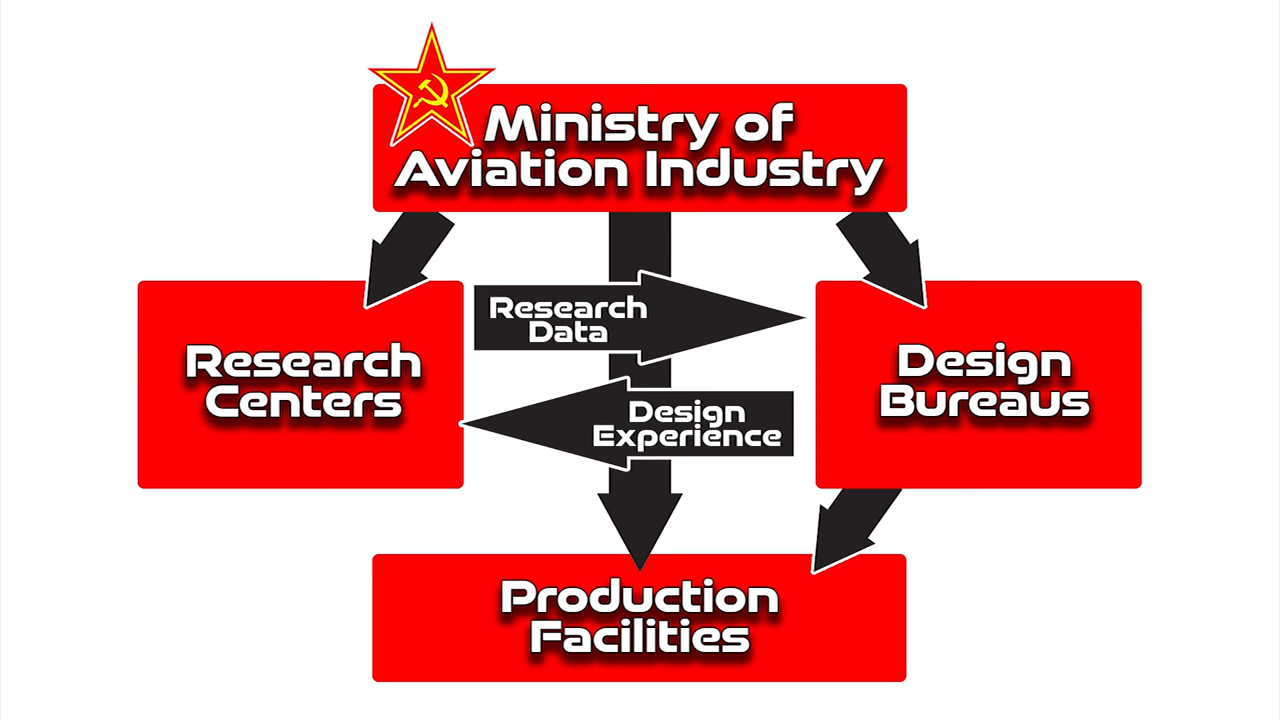 Ministry of
Aviation Industry
Research
Data
Research
Centers
Design
Bureaus
Design
Experience
Production
Facilities